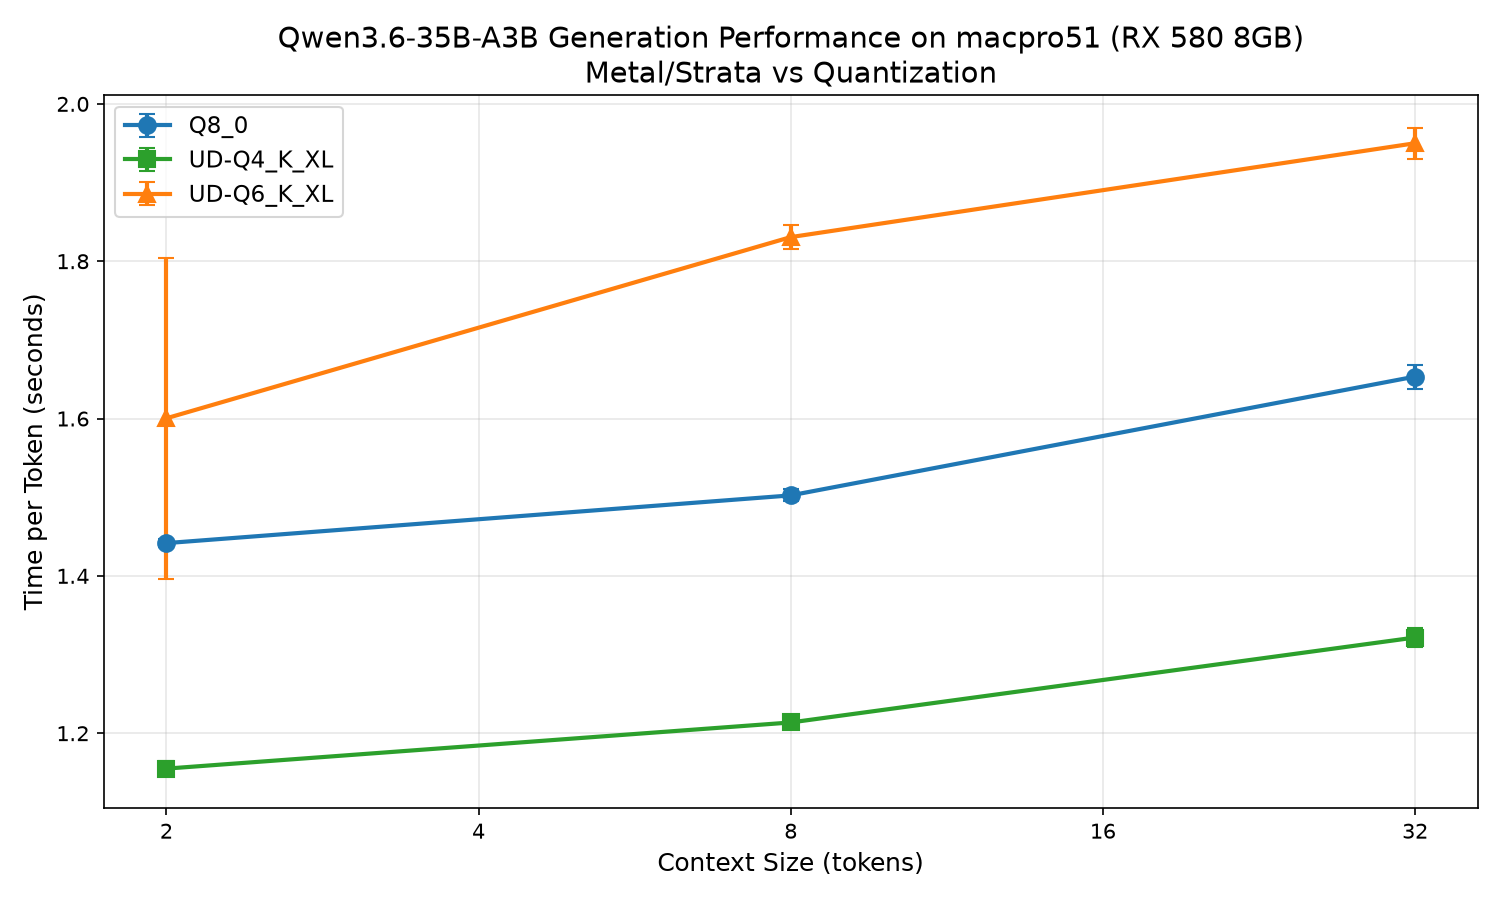 Qwen3.6-35B-A3B Generation Performance on macpro51 (RX 580 8GB)
Metal/Strata vs Quantization
Q8_0
UD-Q4_K_XL
UD-Q6_K_XL
Time per Token (seconds)
2.0
1.8
1.6
1.4
1.2
2
4
8
16
32
Context Size (tokens)